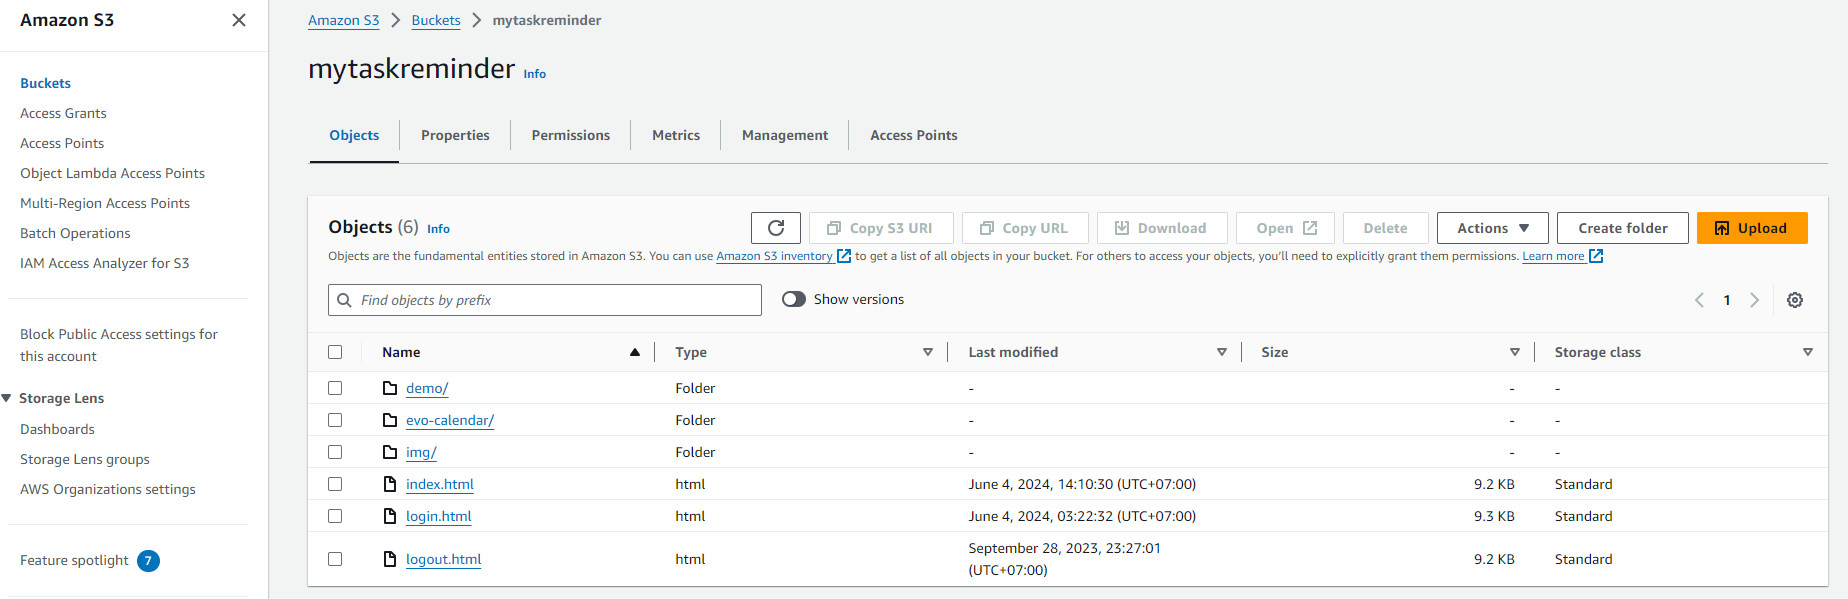 Amazon S3
Buckets
Access Grants
Access Points
Object Lambda Access Points
Multi-Region Access Points
Batch Operations
IAM Access Analyzer for S3
Block Public Access settings for
this account
Storage Lens
Dashboards
Storage Lens groups
AWS Organizations settings
Feature spotlight 7
Amazon S3 Buckets mytaskreminder
mytaskreminder Info
Objects Properties Permissions Metrics Management Access Points
Objects (6) Info Copy S3 URI Copy URL Download Open Delete Actions Create folder Upload
Objects are the fundamental entities stored in Amazon S3. You can use Amazon S3 inventory to get a list of all objects in your bucket. For others to access your objects, you'll need to explicitly grant them permissions. Learn more
Find objects by prefix Show versions 1
Name Type Last modified Size Storage class
demo/ Folder - - -
evo-calendar/ Folder - - -
img/ Folder - - -
index.html html June 4, 2024, 14:10:30 (UTC+07:00) 9.2 KB Standard
login.html html June 4, 2024, 03:22:32 (UTC+07:00) 9.3 KB Standard
logout.html html September 28, 2023, 23:27:01 9.2 KB Standard
(UTC+07:00)